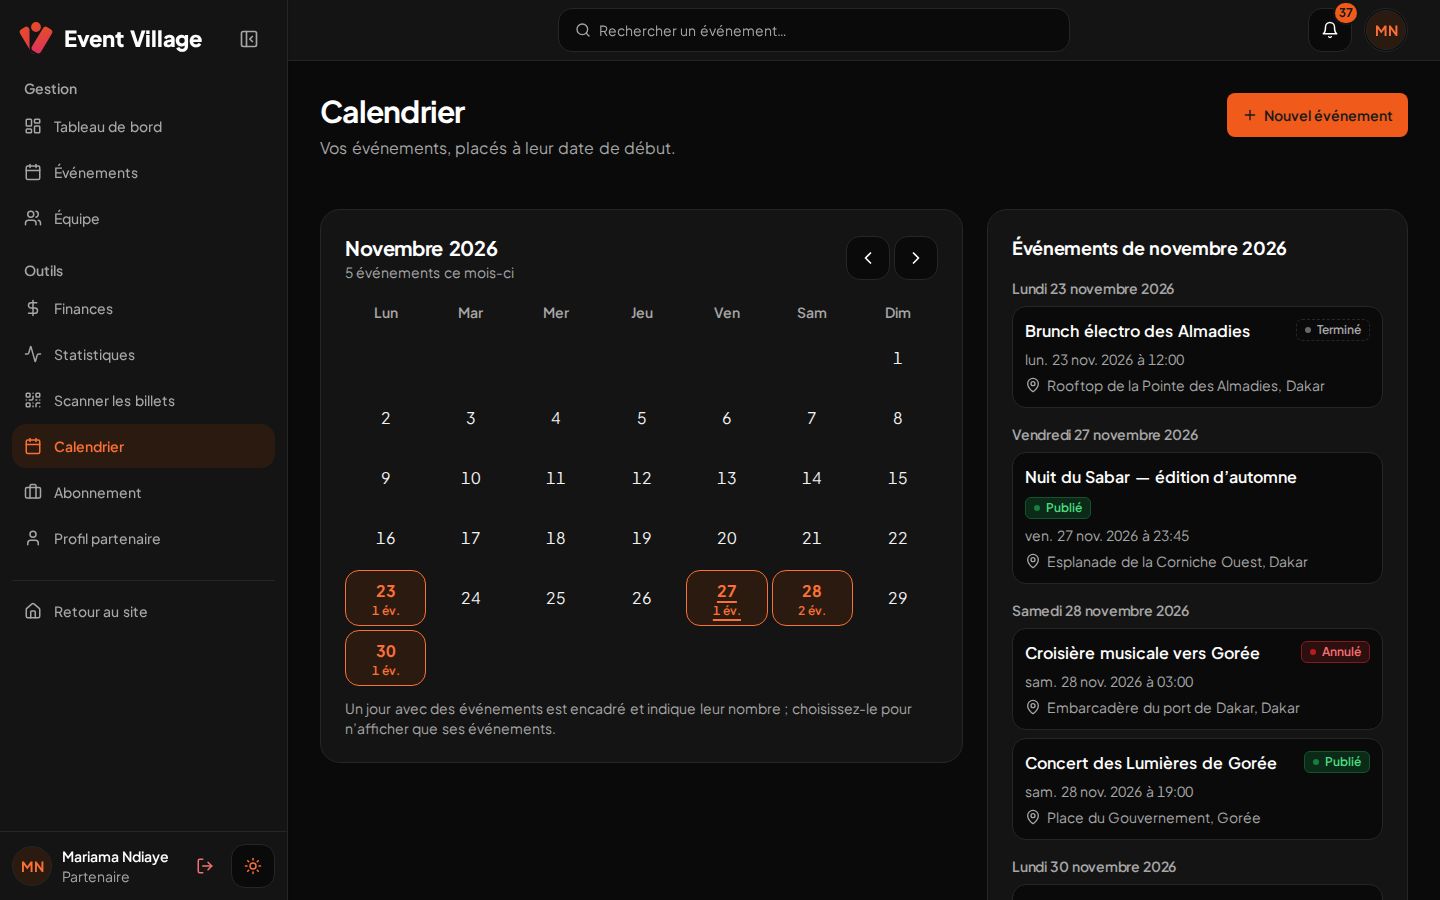 Event Village
Gestion
Tableau de bord
Événements
Équipe
Outils
Finances
Statistiques
Scanner les billets
Calendrier
Abonnement
Profil partenaire
Retour au site
MN
Mariama Ndiaye
Partenaire
Rechercher un événement...
37
MN
Calendrier
Vos événements, placés à leur date de début.
Nouvel événement
Novembre 2026
5 événements ce mois-ci
Lun Mar Mer Jeu Ven Sam Dim
1
2 3 4 5 6 7 8
9 10 11 12 13 14 15
16 17 18 19 20 21 22
23 24 25 26 27 28 29
1 év. 1 év. 2 év.
30
1 év.
Un jour avec des événements est encadré et indique leur nombre ; choisissez-le pour
n’afficher que ses événements.
Événements de novembre 2026
Lundi 23 novembre 2026
Brunch électro des Almadies Terminé
lun. 23 nov. 2026 à 12:00
Rooftop de la Pointe des Almadies, Dakar
Vendredi 27 novembre 2026
Nuit du Sabar — édition d’automne
Publié
ven. 27 nov. 2026 à 23:45
Esplanade de la Corniche Ouest, Dakar
Samedi 28 novembre 2026
Croisière musicale vers Gorée Annulé
sam. 28 nov. 2026 à 03:00
Embarcadère du port de Dakar, Dakar
Concert des Lumières de Gorée Publié
sam. 28 nov. 2026 à 19:00
Place du Gouvernement, Gorée
Lundi 30 novembre 2026